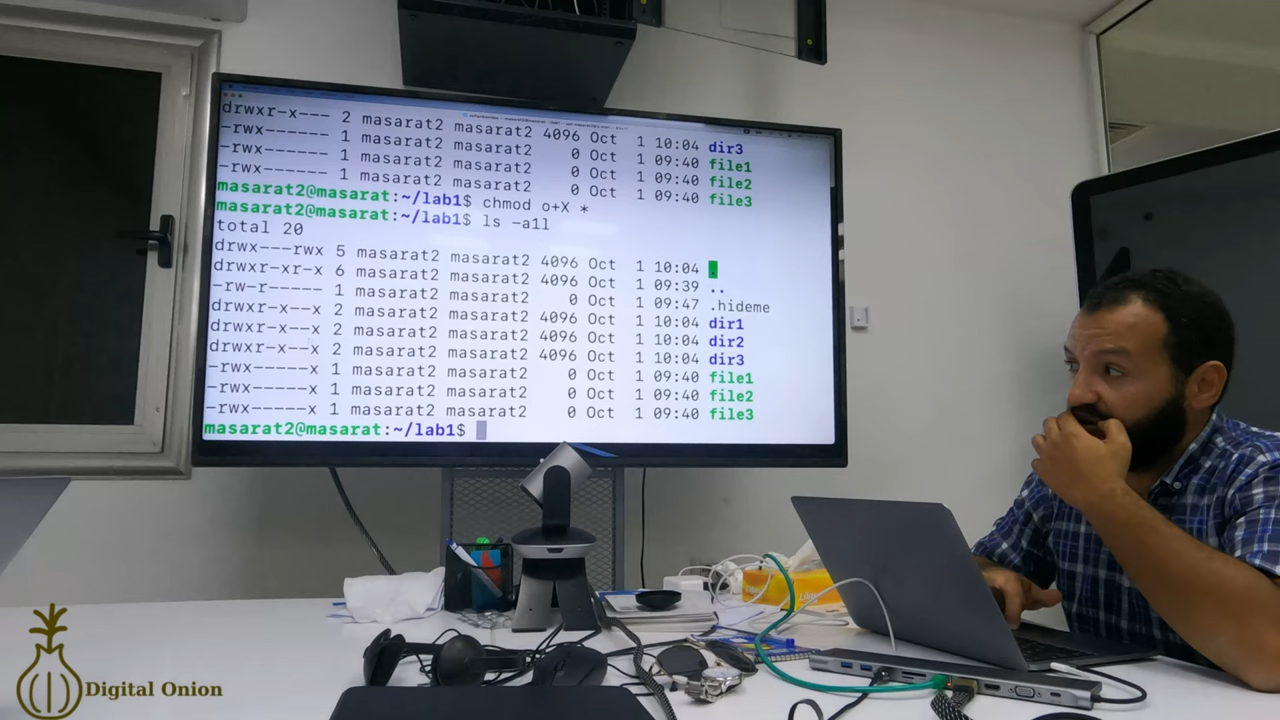 drwxr-x--- 2 masarat2 masarat2 4096 Oct 1 10:04 dir3
-rwx------ 1 masarat2 masarat2 0 Oct 1 09:40 file1
-rwx------ 1 masarat2 masarat2 0 Oct 1 09:40 file2
-rwx------ 1 masarat2 masarat2 0 Oct 1 09:40 file3
masarat2@masarat:~/lab1$ chmod o+X *
masarat2@masarat:~/lab1$ ls -all
total 20
drwx---rwx 5 masarat2 masarat2 4096 Oct 1 10:04 .
drwxr-xr-x 6 masarat2 masarat2 4096 Oct 1 09:39 ..
-rw-r----- 1 masarat2 masarat2 0 Oct 1 09:47 .hideme
drwxr-x--x 2 masarat2 masarat2 4096 Oct 1 10:04 dir1
drwxr-x--x 2 masarat2 masarat2 4096 Oct 1 10:04 dir2
drwxr-x--x 2 masarat2 masarat2 4096 Oct 1 10:04 dir3
-rwx-----x 1 masarat2 masarat2 0 Oct 1 09:40 file1
-rwx-----x 1 masarat2 masarat2 0 Oct 1 09:40 file2
-rwx-----x 1 masarat2 masarat2 0 Oct 1 09:40 file3
masarat2@masarat:~/lab1$
Digital Onion